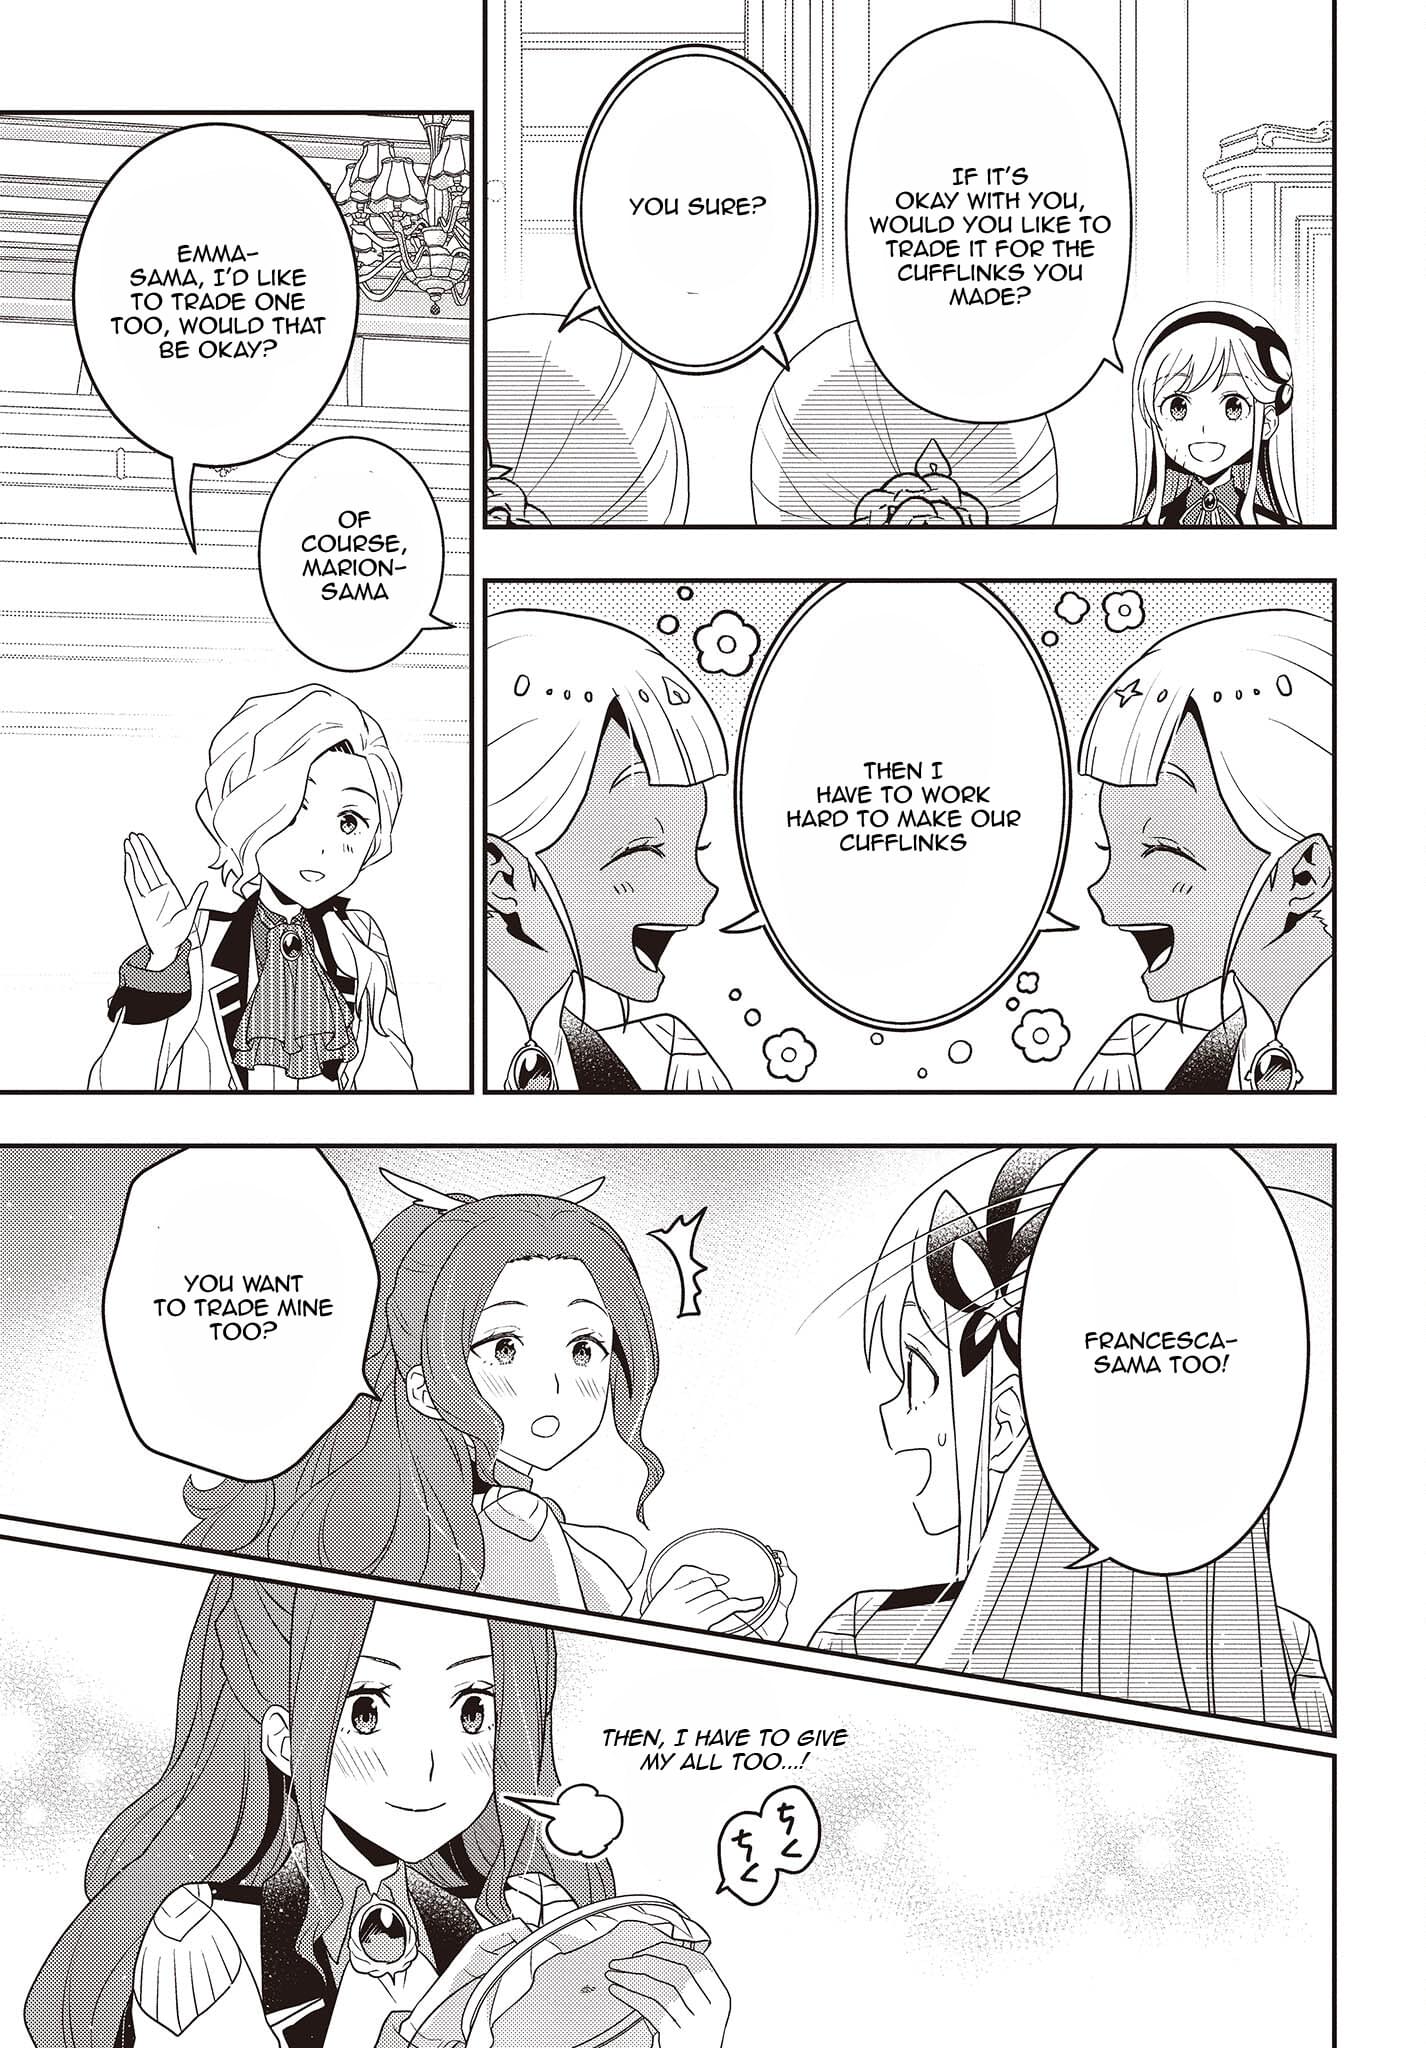 IF IT'S
OKAY WITH YOU,
WOULD YOU LIKE TO
TRADE IT FOR THE
CUFFLINKS YOU
MADE?
YOU SURE?
THEN I
HAVE TO WORK
HARD TO MAKE OUR
CUFFLINKS
EMMA-
SAMA, I'D LIKE
TO TRADE ONE
TOO, WOULD THAT
BE OKAY?
OF
COURSE,
MARION-
SAMA
FRANCESCA-
SAMA TOO!
YOU WANT
TO TRADE MINE
TOO?
THEN, I HAVE TO GIVE
MY ALL TOO...!
ちく
ちく